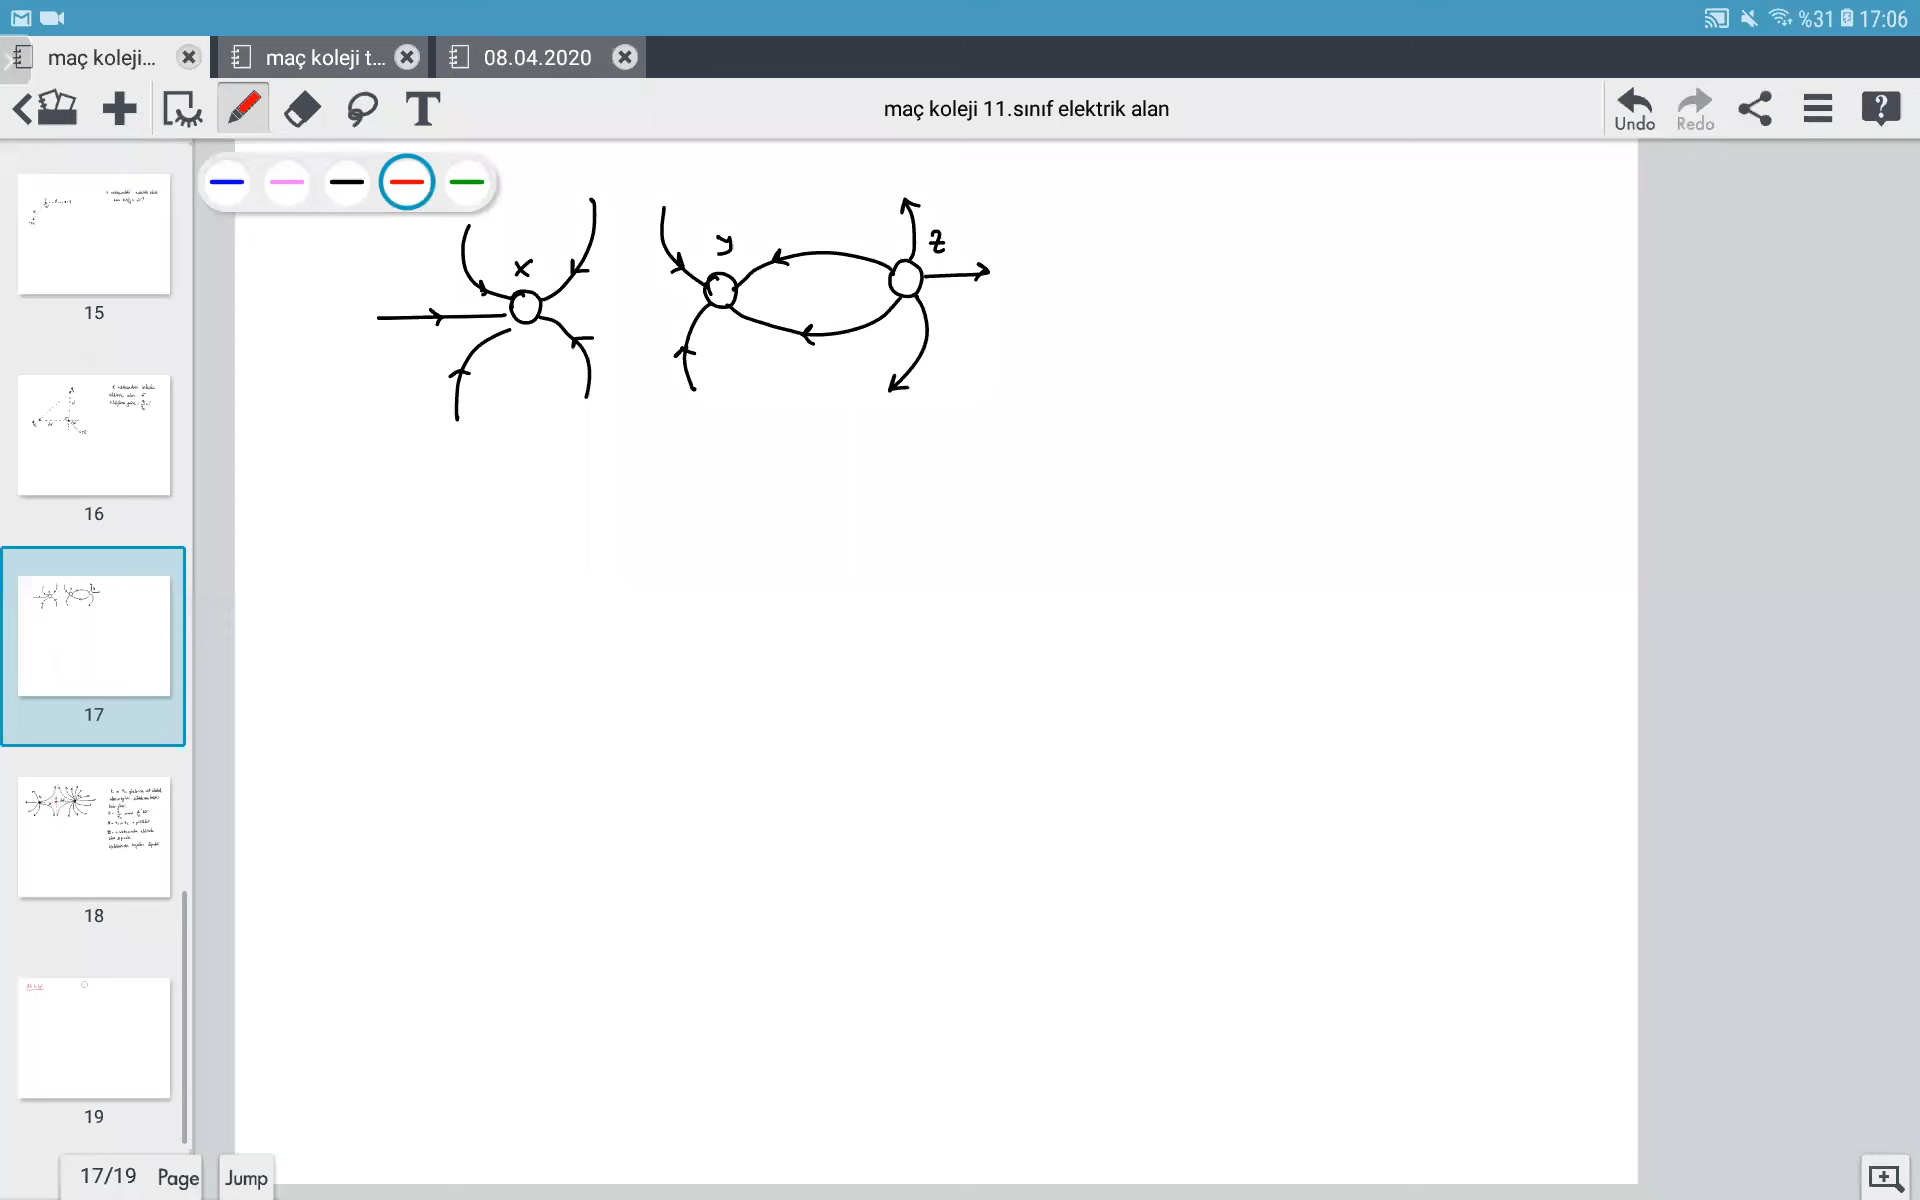 %31 17:06
maç koleji...
maç koleji t...
08.04.2020
T
maç koleji 11.sınıf elektrik alan
Undo
Redo
x
y
z
15
16
17
18
19
17/19 Page
Jump